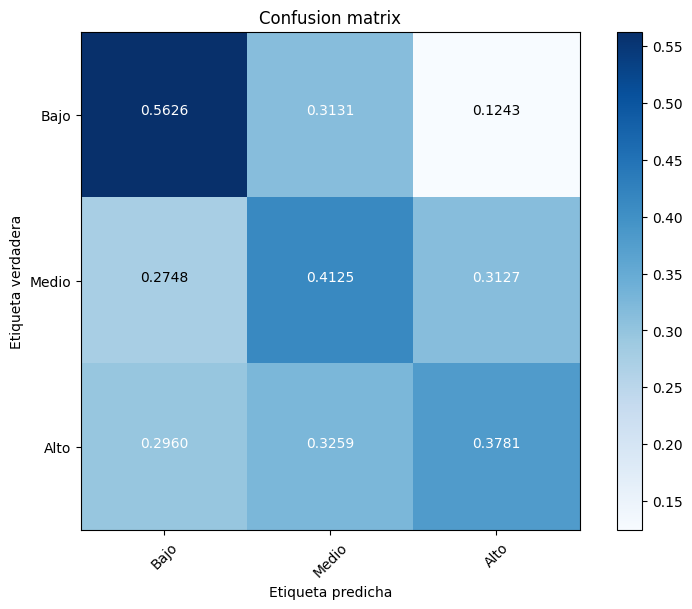 Confusion matrix
Etiqueta verdadera
Bajo
0.5626 0.3131 0.1243
Medio
0.2748 0.4125 0.3127
Alto
0.2960 0.3259 0.3781
Bajo Medio Alto
Etiqueta predicha
0.55
0.50
0.45
0.40
0.35
0.30
0.25
0.20
0.15